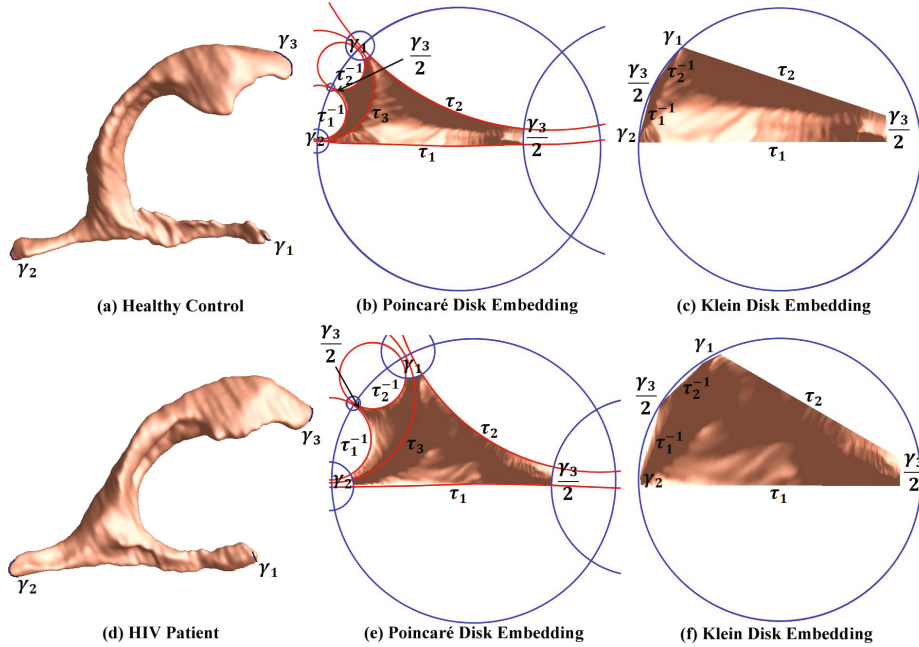 γ₃
γ₂
γ₁
(a) Healthy Control
γ₁
γ₃/2
τ₂⁻¹
τ₁⁻¹
τ₃
τ₂
γ₂
γ₃/2
τ₁
(b) Poincaré Disk Embedding
γ₁
τ₂
γ₃/2
τ₂⁻¹
τ₁⁻¹
γ₂
γ₃/2
τ₁
(c) Klein Disk Embedding
γ₃
γ₂
γ₁
(d) HIV Patient
γ₃/2
γ₁
τ₂⁻¹
τ₁⁻¹
τ₃
τ₂
γ₂
γ₃/2
τ₁
(e) Poincaré Disk Embedding
γ₁
τ₂⁻¹
γ₃/2
τ₂
τ₁⁻¹
γ₂
γ₃/2
τ₁
(f) Klein Disk Embedding